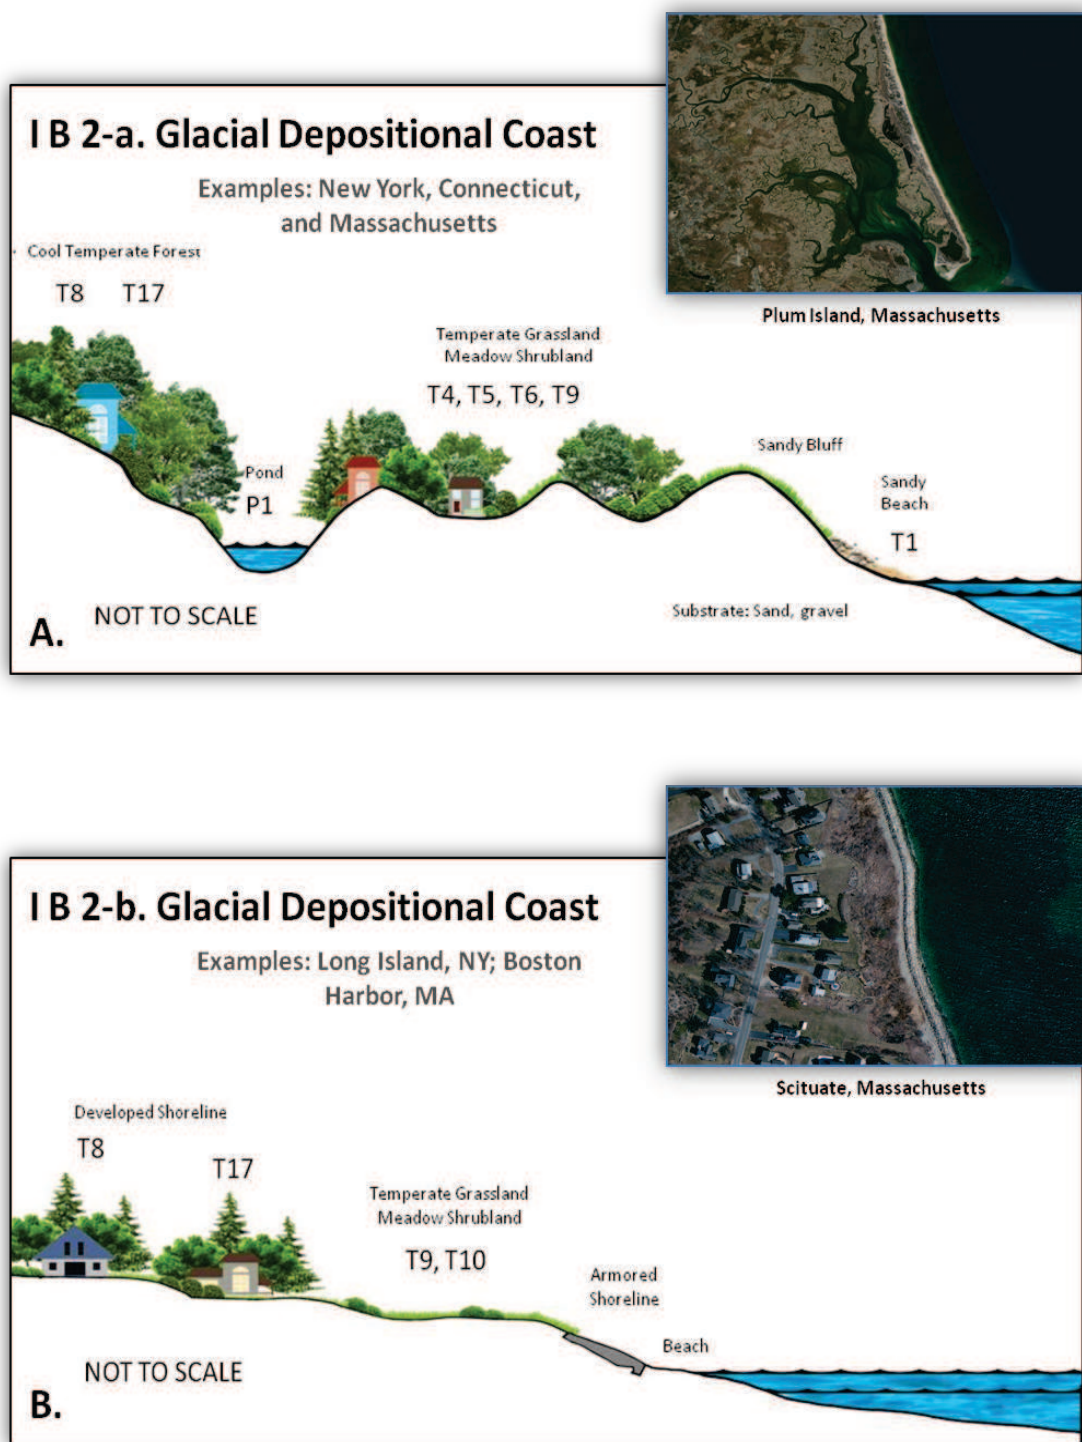 I B 2-a. Glacial Depositional Coast
Examples: New York, Connecticut,
and Massachusetts
Plum Island, Massachusetts
Cool Temperate Forest
T8 T17
Temperate Grassland
Meadow Shrubland
T4, T5, T6, T9
Pond
P1
Sandy Bluff
Sandy
Beach
T1
Substrate: Sand, gravel
NOT TO SCALE
A.
I B 2-b. Glacial Depositional Coast
Examples: Long Island, NY; Boston
Harbor, MA
Scituate, Massachusetts
Developed Shoreline
T8
T17
Temperate Grassland
Meadow Shrubland
T9, T10
Armored
Shoreline
Beach
NOT TO SCALE
B.